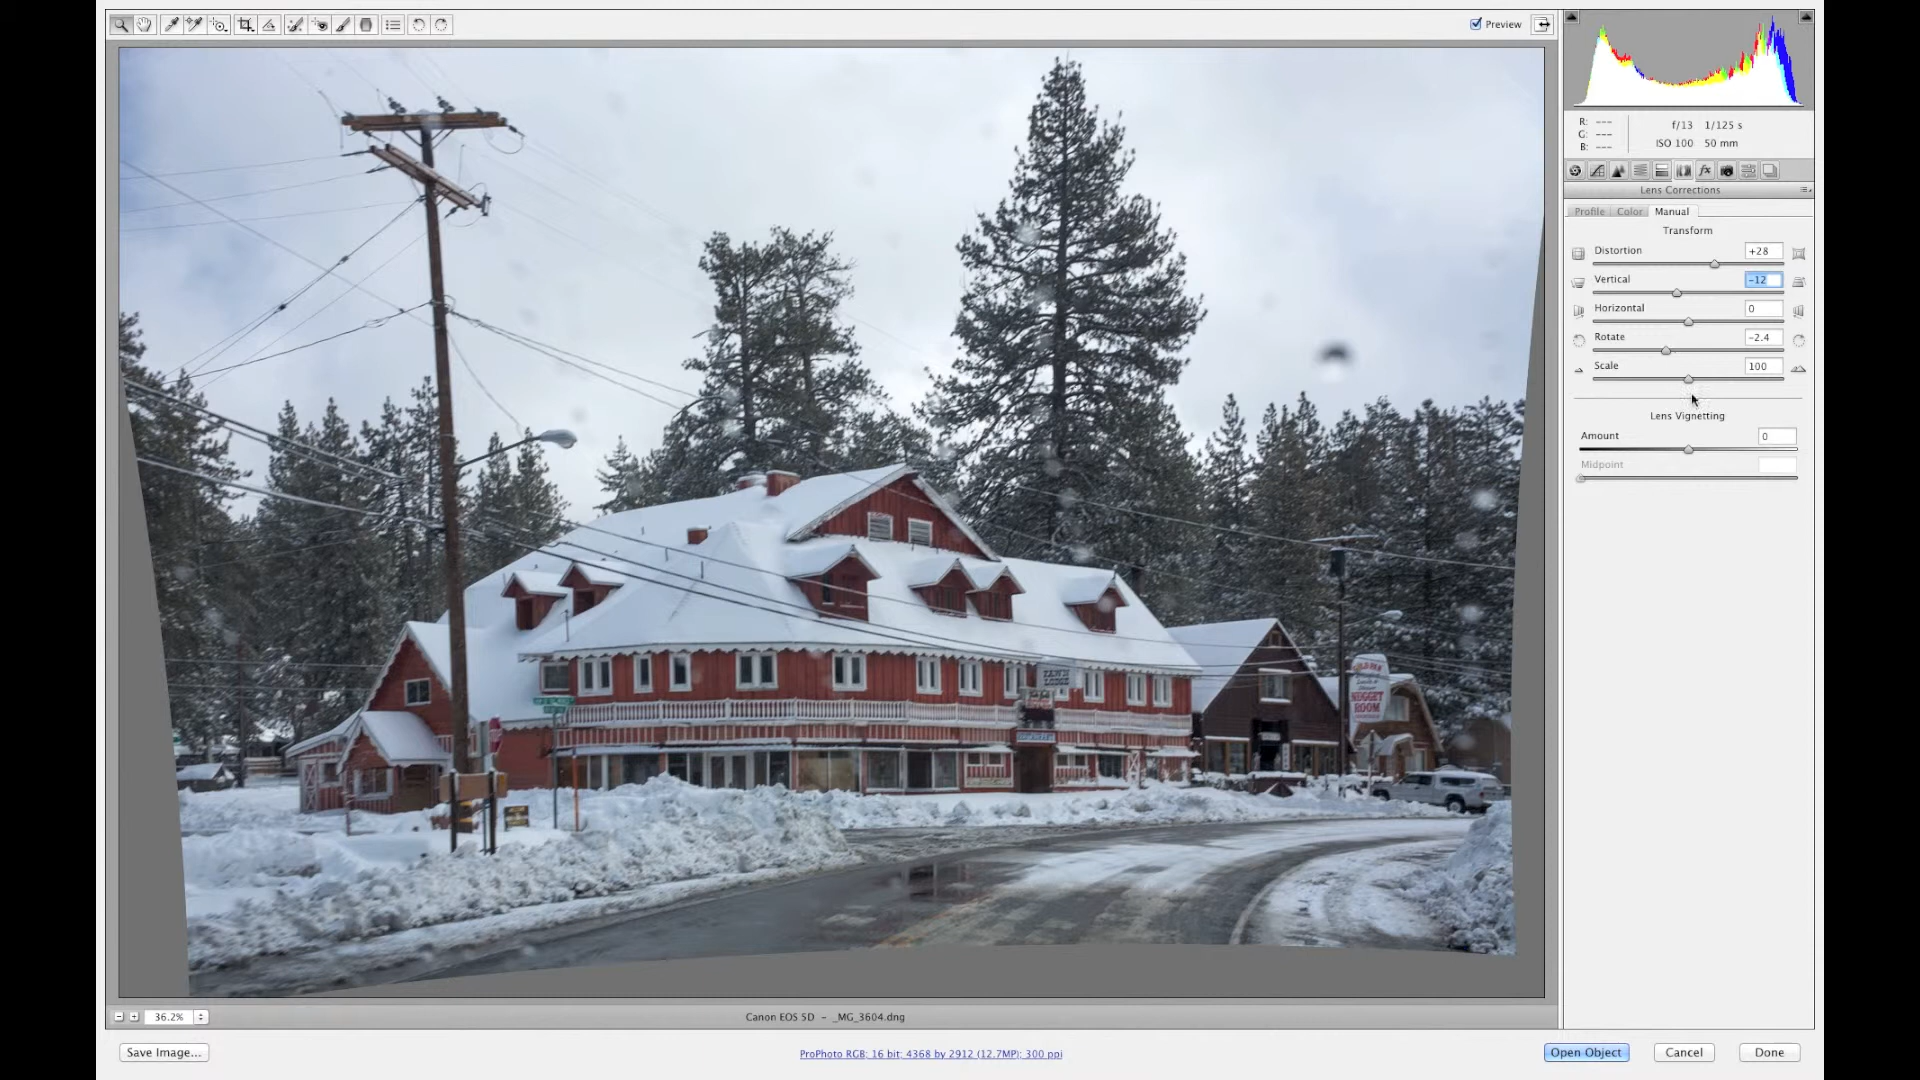 Preview
R: ---
G: ---
B: ---
f/13 1/125 s
ISO 100 50 mm
Lens Corrections
Profile Color Manual
Transform
Distortion +28
Vertical -12
Horizontal 0
Rotate -2.4
Scale 100
Lens Vignetting
Amount 0
Midpoint
NUGGET
ROOM
36.2%
Canon EOS 5D - _MG_3604.dng
Save Image...
ProPhoto RGB; 16 bit; 4368 by 2912 (12.7MP); 300 ppi
Open Object
Cancel
Done